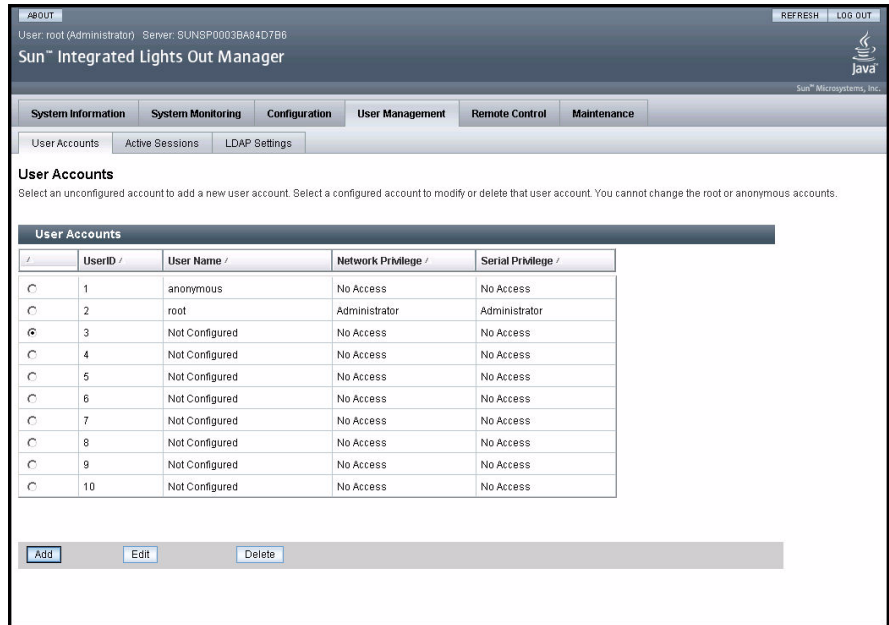 ABOUT REFRESH LOG OUT
User: root (Administrator) Server: SUNSP0003BA84D7B6
Sun™ Integrated Lights Out Manager
Java
Sun™ Microsystems, Inc.
System Information System Monitoring Configuration User Management Remote Control Maintenance
User Accounts Active Sessions LDAP Settings
User Accounts
Select an unconfigured account to add a new user account. Select a configured account to modify or delete that user account. You cannot change the root or anonymous accounts.
User Accounts
/ UserID / User Name / Network Privilege / Serial Privilege /
1 anonymous No Access No Access
2 root Administrator Administrator
3 Not Configured No Access No Access
4 Not Configured No Access No Access
5 Not Configured No Access No Access
6 Not Configured No Access No Access
7 Not Configured No Access No Access
8 Not Configured No Access No Access
9 Not Configured No Access No Access
10 Not Configured No Access No Access
Add Edit Delete